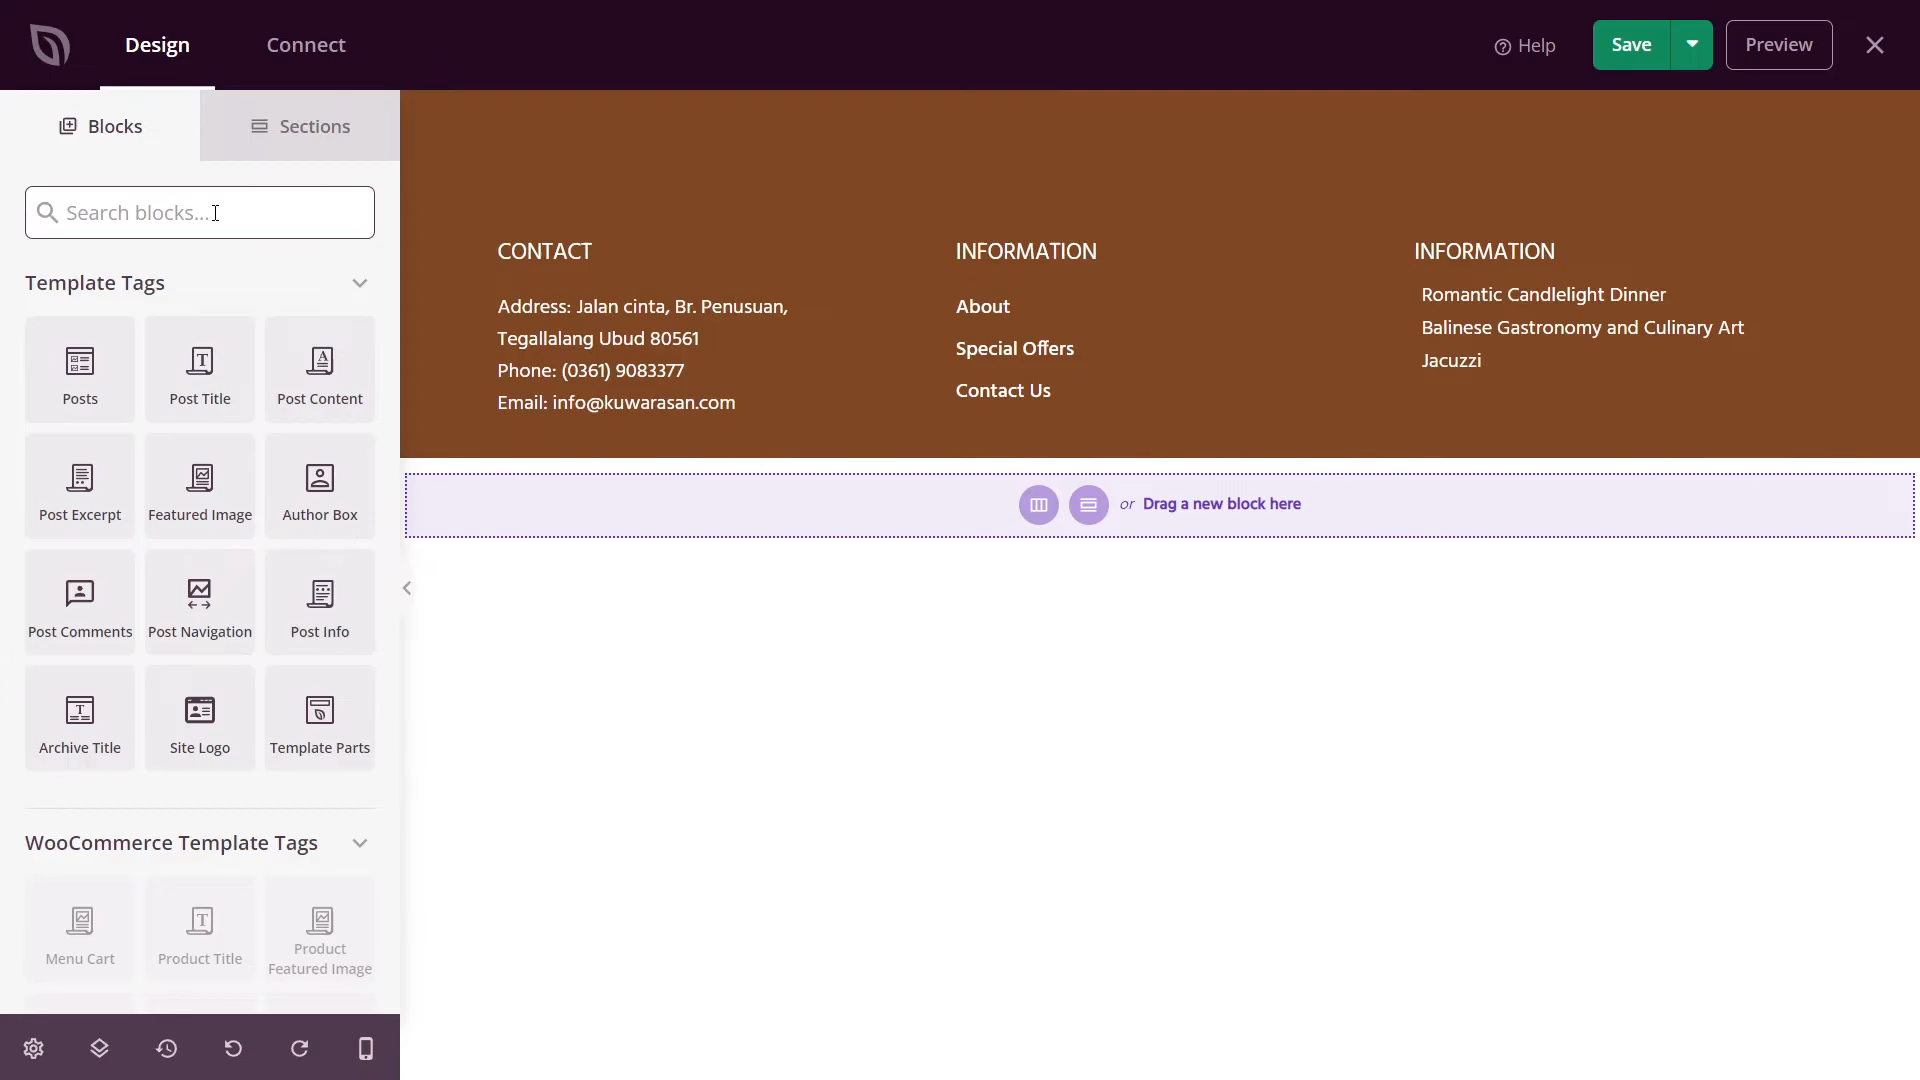 Design
Connect
Help
Save
Preview
Blocks
Sections
Search blocks...
Template Tags
Posts
Post Title
Post Content
Post Excerpt
Featured Image
Author Box
Post Comments
Post Navigation
Post Info
Archive Title
Site Logo
Template Parts
WooCommerce Template Tags
Menu Cart
Product Title
Product
Featured Image
CONTACT
Address: Jalan cinta, Br. Penusuan,
Tegallalang Ubud 80561
Phone: (0361) 9083377
Email: info@kuwarasan.com
INFORMATION
About
Special Offers
Contact Us
INFORMATION
Romantic Candlelight Dinner
Balinese Gastronomy and Culinary Art
Jacuzzi
or Drag a new block here